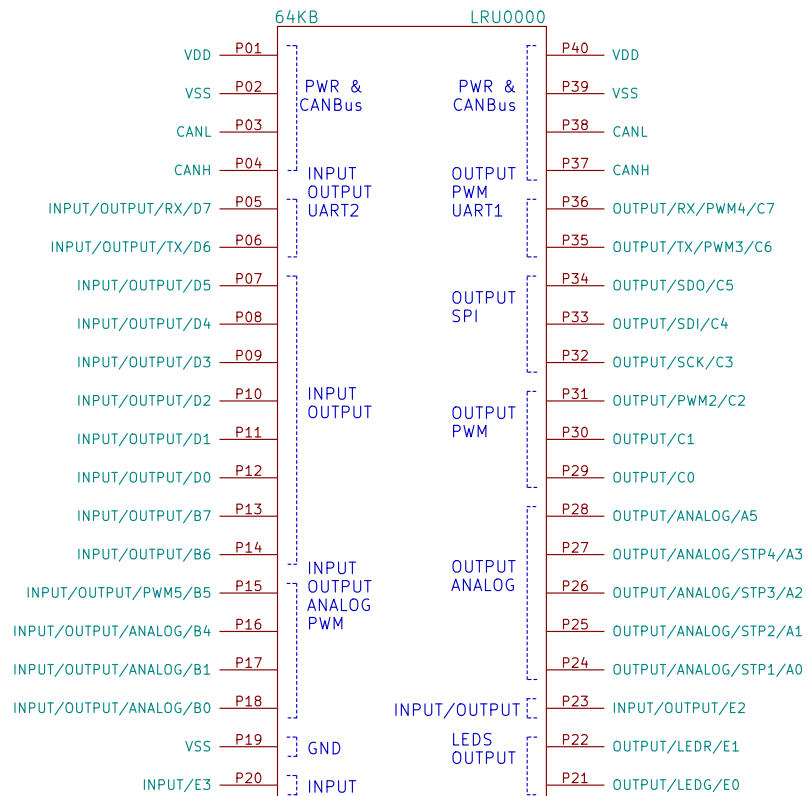 64KB LRU0000
VDD P01 P40 VDD
VSS P02 PWR & PWR & P39 VSS
CANBus CANBus
CANL P03 P38 CANL
CANH P04 INPUT OUTPUT P37 CANH
OUTPUT PWM
INPUT/OUTPUT/RX/D7 P05 UART2 UART1 P36 OUTPUT/RX/PWM4/C7
INPUT/OUTPUT/TX/D6 P06 P35 OUTPUT/TX/PWM3/C6
INPUT/OUTPUT/D5 P07 OUTPUT P34 OUTPUT/SDO/C5
INPUT/OUTPUT/D4 P08 SPI P33 OUTPUT/SDI/C4
INPUT/OUTPUT/D3 P09 P32 OUTPUT/SCK/C3
INPUT/OUTPUT/D2 P10 INPUT P31 OUTPUT/PWM2/C2
OUTPUT OUTPUT
INPUT/OUTPUT/D1 P11 PWM P30 OUTPUT/C1
INPUT/OUTPUT/D0 P12 P29 OUTPUT/C0
INPUT/OUTPUT/B7 P13 P28 OUTPUT/ANALOG/A5
INPUT/OUTPUT/B6 P14 P27 OUTPUT/ANALOG/STP4/A3
INPUT OUTPUT
OUTPUT ANALOG
INPUT/OUTPUT/PWM5/B5 P15 ANALOG P26 OUTPUT/ANALOG/STP3/A2
PWM
INPUT/OUTPUT/ANALOG/B4 P16 P25 OUTPUT/ANALOG/STP2/A1
INPUT/OUTPUT/ANALOG/B1 P17 P24 OUTPUT/ANALOG/STP1/A0
INPUT/OUTPUT/ANALOG/B0 P18 INPUT/OUTPUT P23 INPUT/OUTPUT/E2
VSS P19 GND LEDS P22 OUTPUT/LEDR/E1
OUTPUT
INPUT/E3 P20 INPUT P21 OUTPUT/LEDG/E0